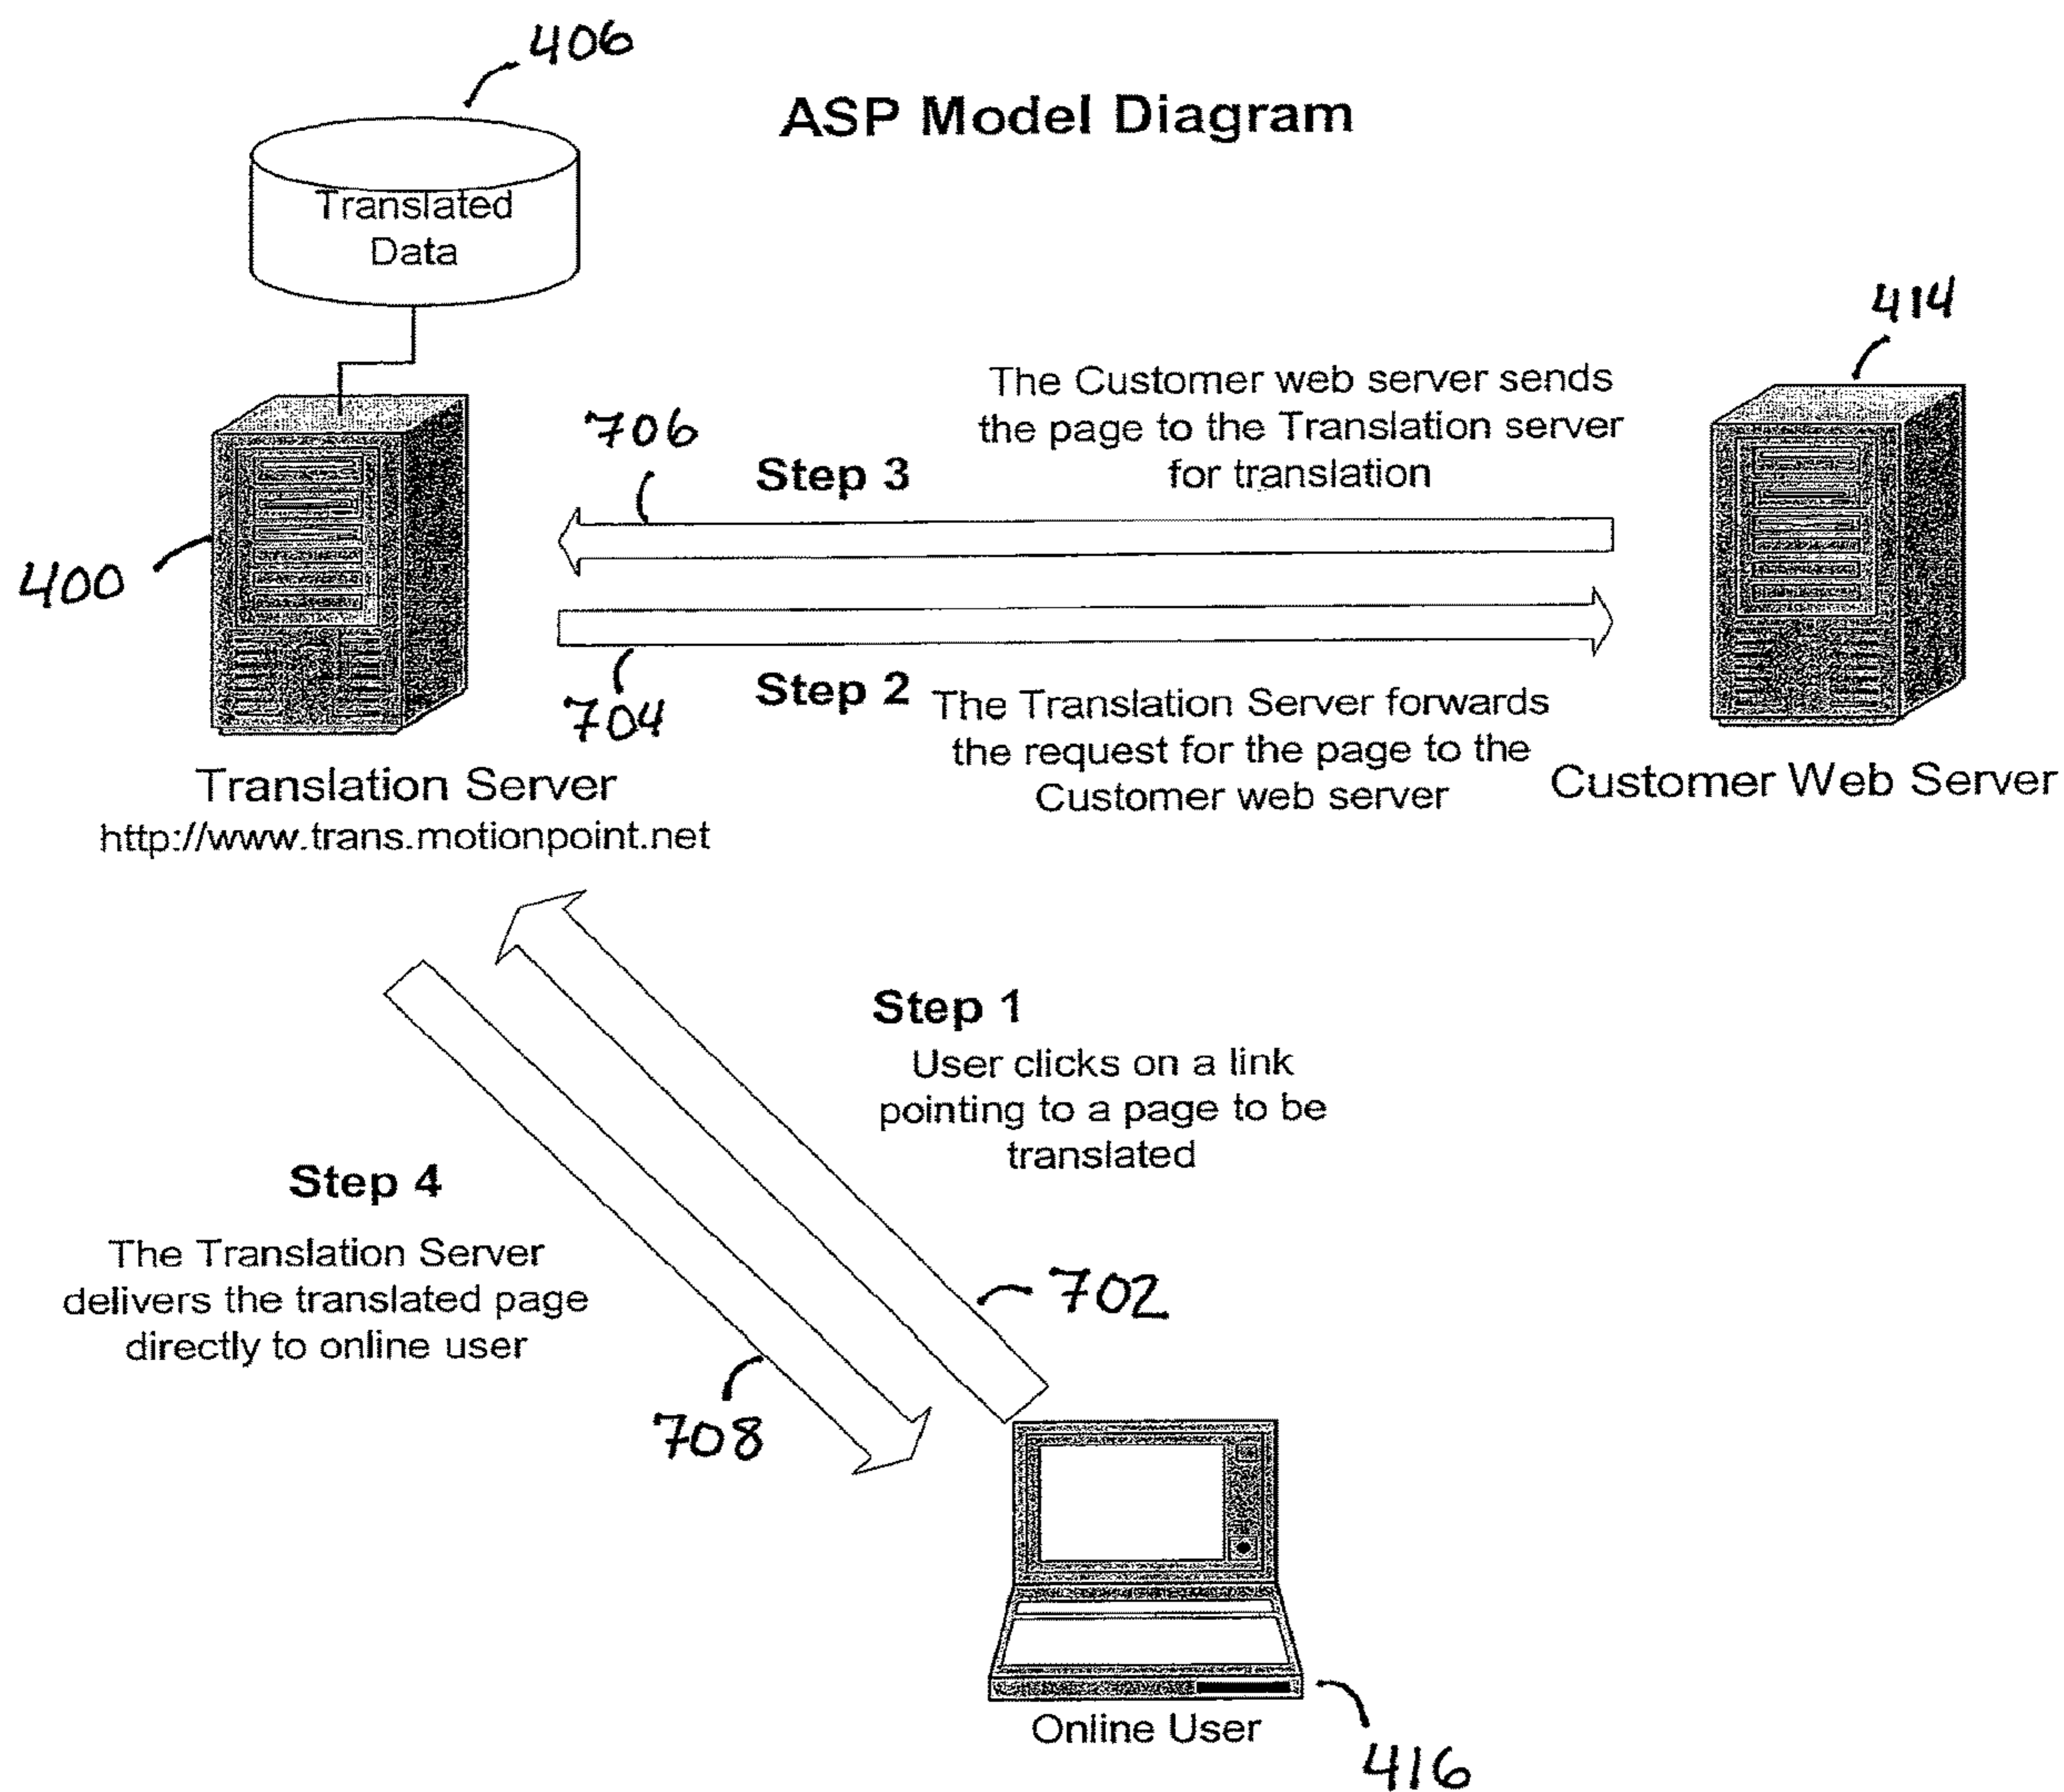 406
ASP Model Diagram
Translated
Data
414
The Customer web server sends
the page to the Translation server
for translation
706
Step 3
400
704
Step 2
The Translation Server forwards
the request for the page to the
Customer web server
Translation Server
http://www.trans.motionpoint.net
Customer Web Server
Step 1
User clicks on a link
pointing to a page to be
translated
Step 4
The Translation Server
delivers the translated page
directly to online user
702
708
Online User
416